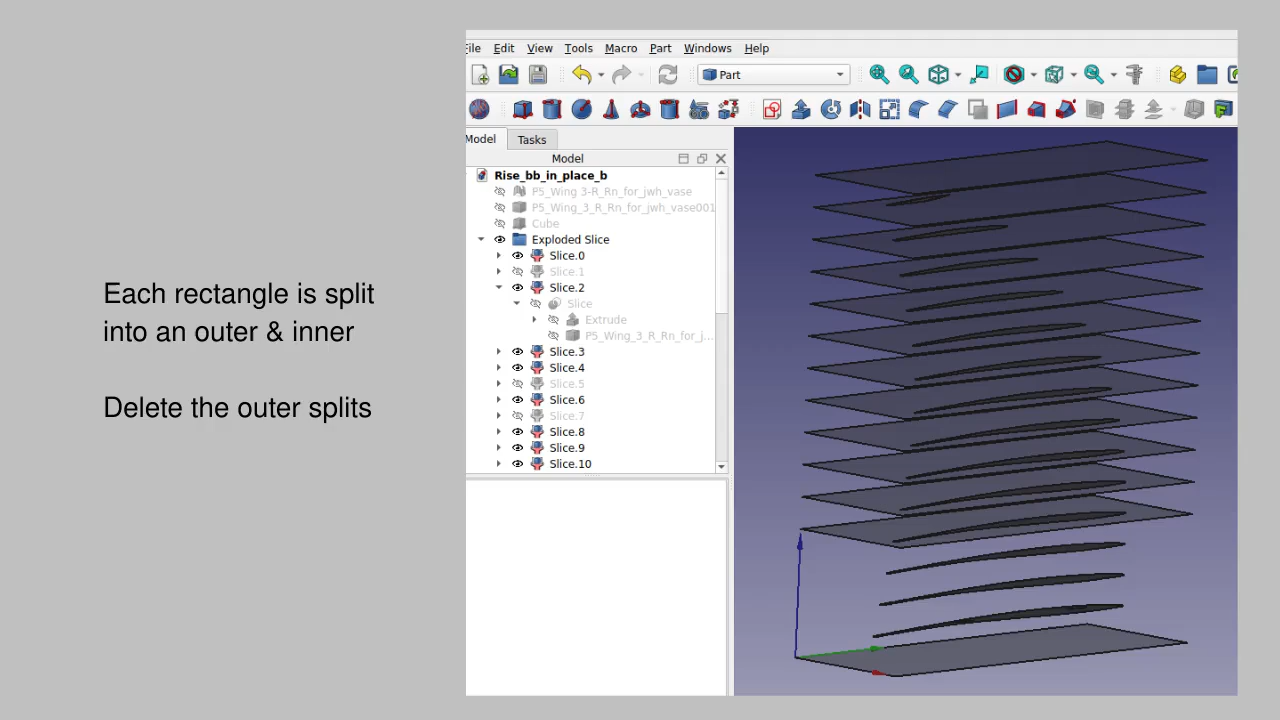 File Edit View Tools Macro Part Windows Help
Part
Model Tasks
Model
Rise_bb_in_place_b
P5_Wing 3-R_Rn_for_jwh_vase
P5_Wing_3_R_Rn_for_jwh_vase001
Cube
Exploded Slice
Slice.0
Slice.1
Slice.2
Slice
Extrude
P5_Wing_3_R_Rn_for_j...
Slice.3
Slice.4
Slice.5
Slice.6
Slice.7
Slice.8
Slice.9
Slice.10
Each rectangle is split
into an outer & inner
Delete the outer splits